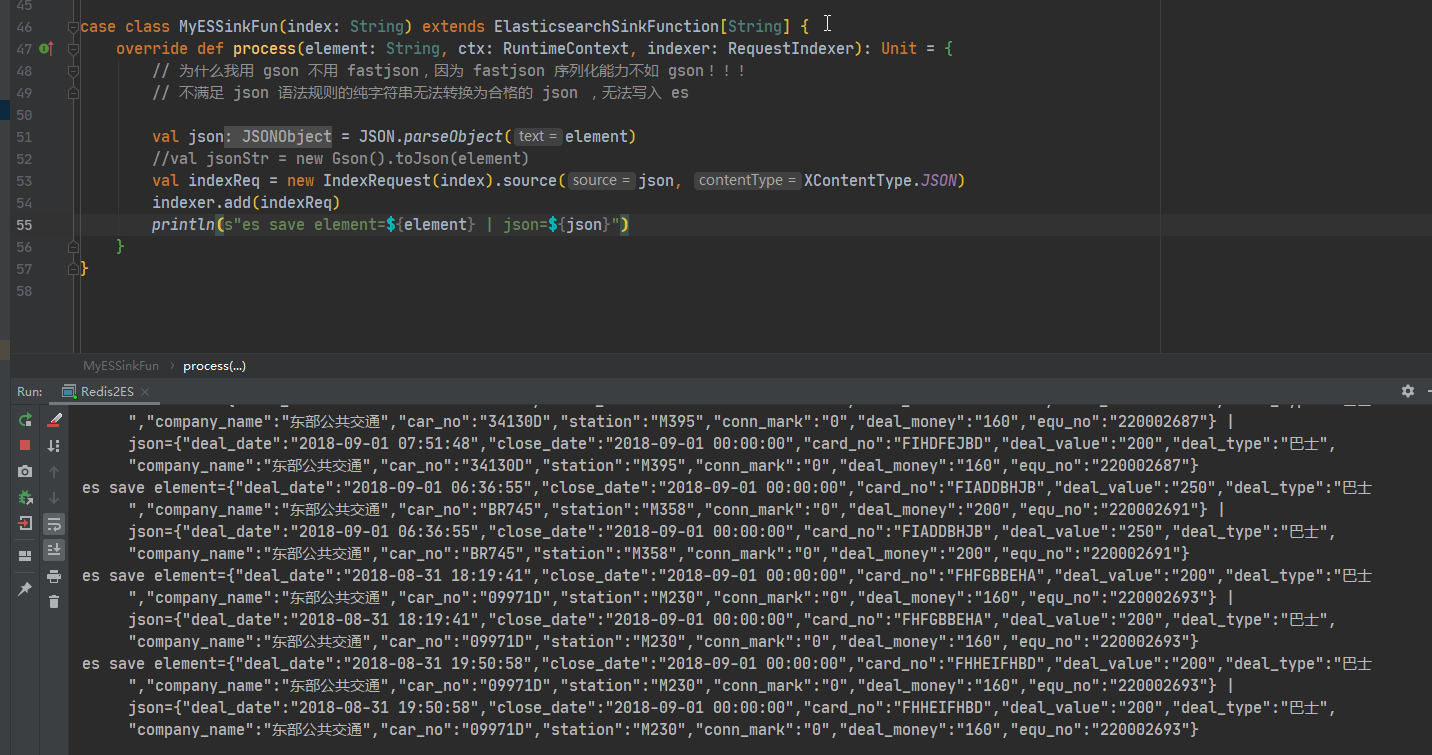 45
46 case class MyESSinkFun(index: String) extends ElasticsearchSinkFunction[String] {
47 override def process(element: String, ctx: RuntimeContext, indexer: RequestIndexer): Unit = {
48 // 为什么我用 gson 不用 fastjson，因为 fastjson 序列化能力不如 gson！！！
49 // 不满足 json 语法规则的纯字符串无法转换为合格的 json ，无法写入 es
50
51 val json: JSONObject = JSON.parseObject( text = element)
52 //val jsonStr = new Gson().toJson(element)
53 val indexReq = new IndexRequest(index).source( source = json, contentType = XContentType.JSON)
54 indexer.add(indexReq)
55 println(s"es save element=${element} | json=${json}")
56 }
57 }
58
MyESSinkFun › process(...)
Run: Redis2ES ×
","company_name":"东部公共交通","car_no":"34130D","station":"M395","conn_mark":"0","deal_money":"160","equ_no":"220002687"} |
json={"deal_date":"2018-09-01 07:51:48","close_date":"2018-09-01 00:00:00","card_no":"FIHDFEJBD","deal_value":"200","deal_type":"巴士",
"company_name":"东部公共交通","car_no":"34130D","station":"M395","conn_mark":"0","deal_money":"160","equ_no":"220002687"}
es save element={"deal_date":"2018-09-01 06:36:55","close_date":"2018-09-01 00:00:00","card_no":"FIADDBHJB","deal_value":"250","deal_type":"巴士
","company_name":"东部公共交通","car_no":"BR745","station":"M358","conn_mark":"0","deal_money":"200","equ_no":"220002691"} |
json={"deal_date":"2018-09-01 06:36:55","close_date":"2018-09-01 00:00:00","card_no":"FIADDBHJB","deal_value":"250","deal_type":"巴士",
"company_name":"东部公共交通","car_no":"BR745","station":"M358","conn_mark":"0","deal_money":"200","equ_no":"220002691"}
es save element={"deal_date":"2018-08-31 18:19:41","close_date":"2018-09-01 00:00:00","card_no":"FHFGBBEHA","deal_value":"200","deal_type":"巴士
","company_name":"东部公共交通","car_no":"09971D","station":"M230","conn_mark":"0","deal_money":"160","equ_no":"220002693"} |
json={"deal_date":"2018-08-31 18:19:41","close_date":"2018-09-01 00:00:00","card_no":"FHFGBBEHA","deal_value":"200","deal_type":"巴士",
"company_name":"东部公共交通","car_no":"09971D","station":"M230","conn_mark":"0","deal_money":"160","equ_no":"220002693"}
es save element={"deal_date":"2018-08-31 19:50:58","close_date":"2018-09-01 00:00:00","card_no":"FHHEIFHBD","deal_value":"200","deal_type":"巴士
","company_name":"东部公共交通","car_no":"09971D","station":"M230","conn_mark":"0","deal_money":"160","equ_no":"220002693"} |
json={"deal_date":"2018-08-31 19:50:58","close_date":"2018-09-01 00:00:00","card_no":"FHHEIFHBD","deal_value":"200","deal_type":"巴士",
"company_name":"东部公共交通","car_no":"09971D","station":"M230","conn_mark":"0","deal_money":"160","equ_no":"220002693"}